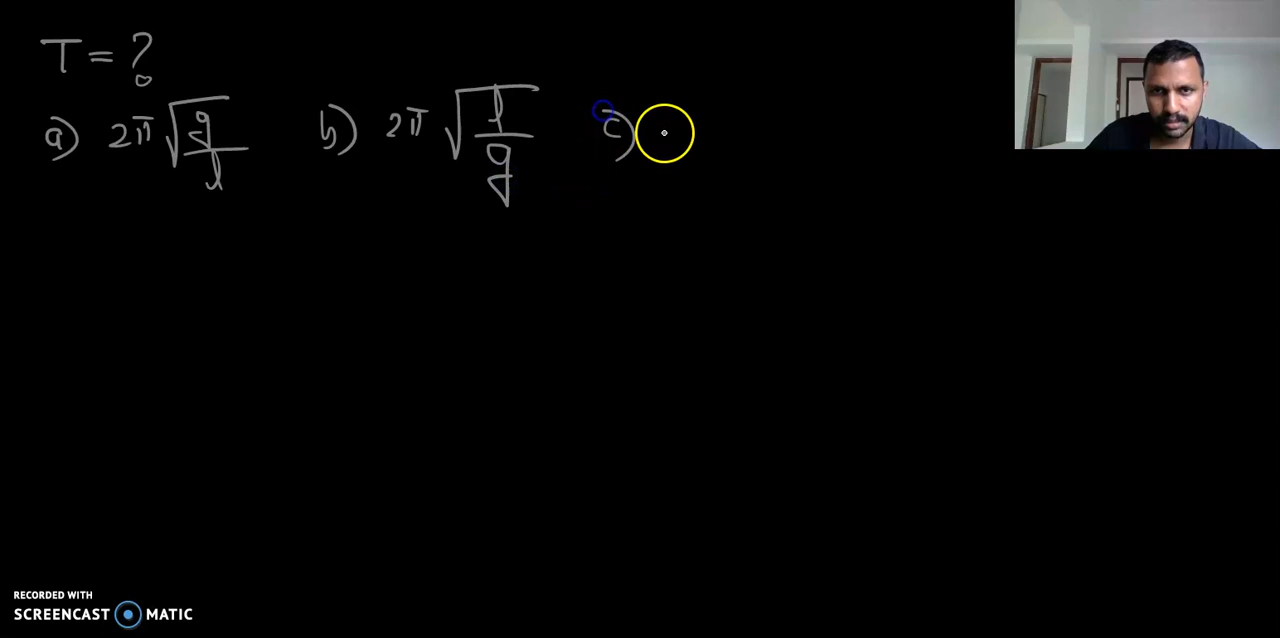 T = ?
a) 2π √(g/l) b) 2π √(l/g) c)
RECORDED WITH
SCREENCAST MATIC